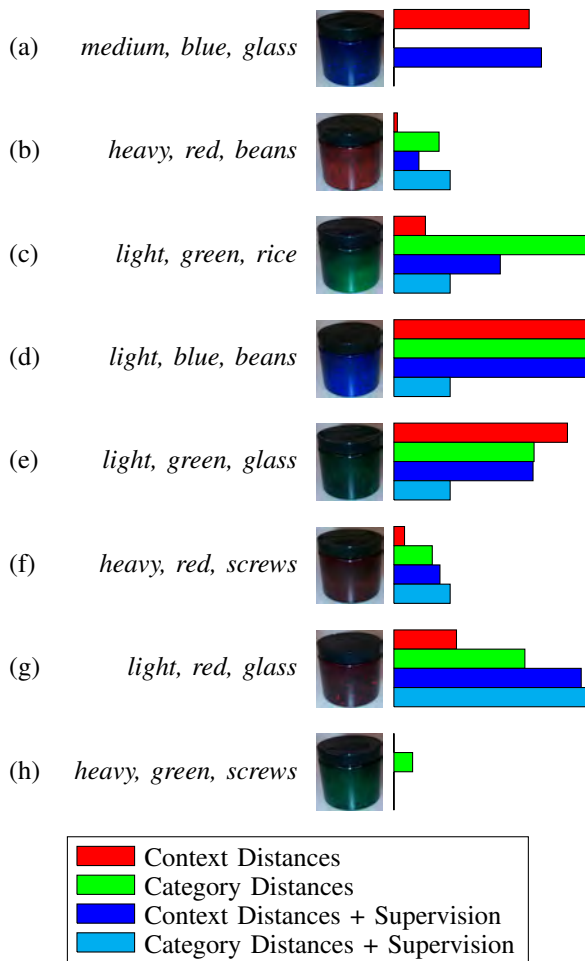 (a) medium, blue, glass
(b) heavy, red, beans
(c) light, green, rice
(d) light, blue, beans
(e) light, green, glass
(f) heavy, red, screws
(g) light, red, glass
(h) heavy, green, screws
Context Distances
Category Distances
Context Distances + Supervision
Category Distances + Supervision